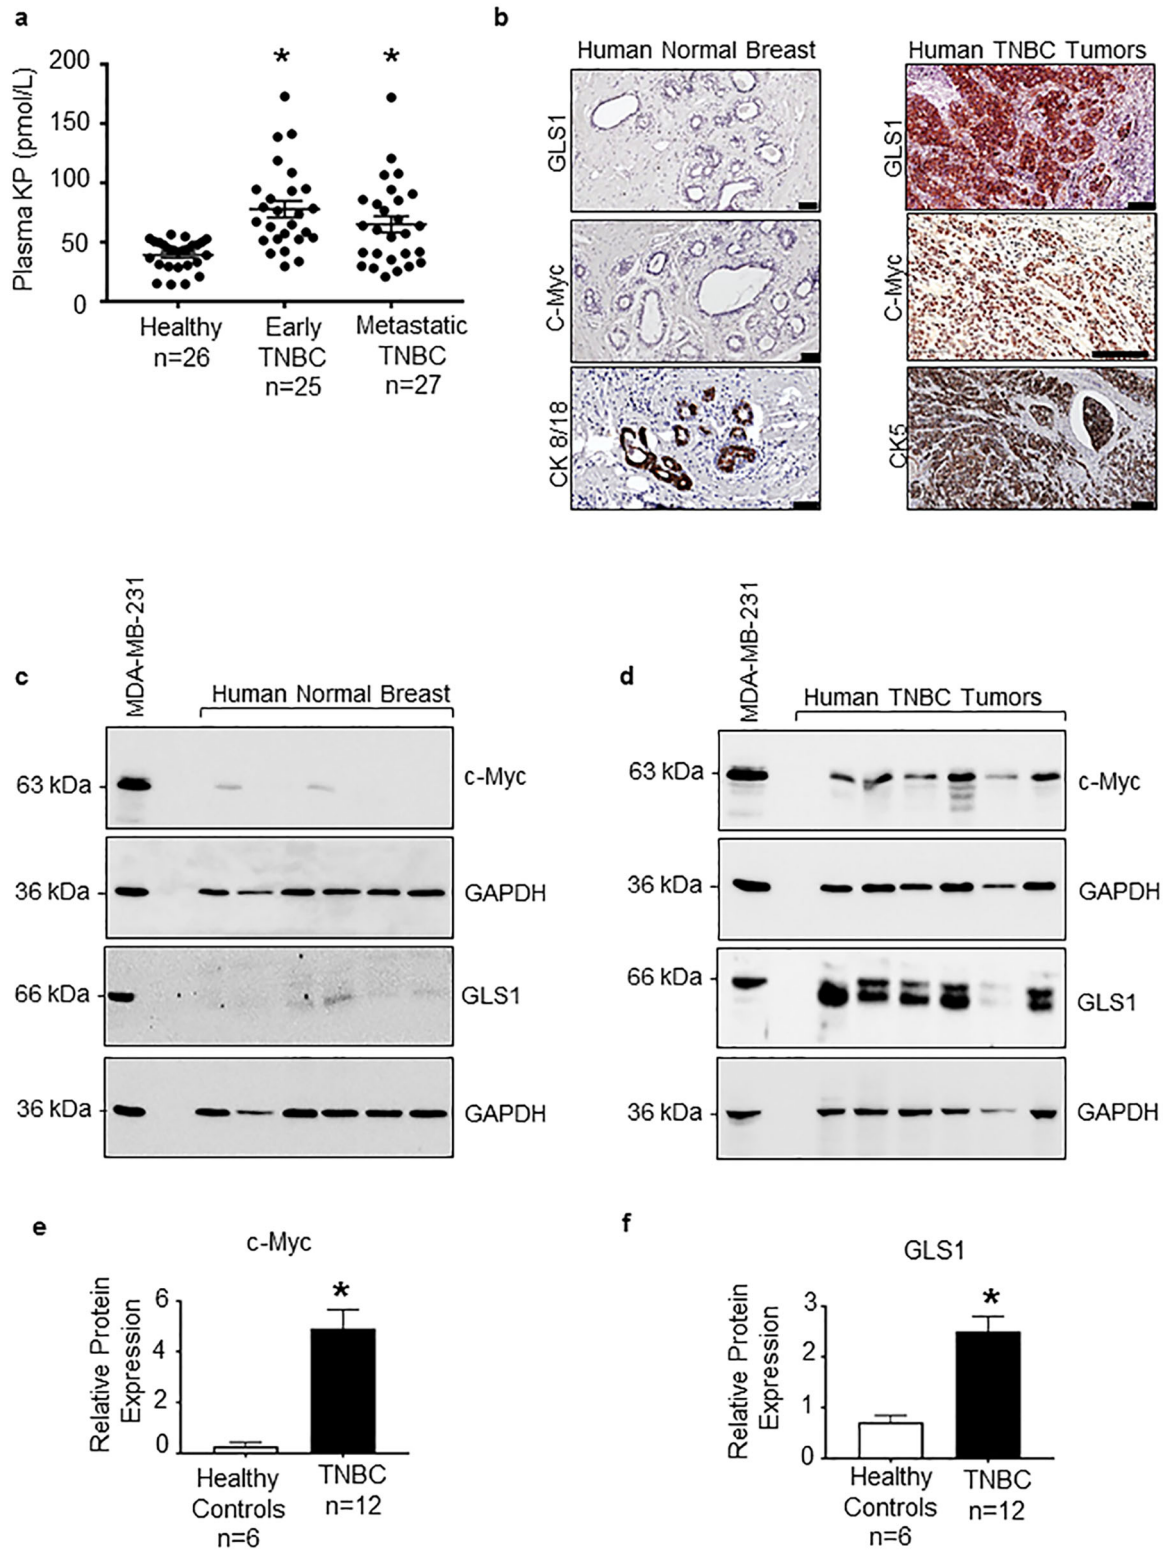 a
Plasma KP (pmol/L)
200
150
100
50
0
*
*
Healthy
n=26
Early
TNBC
n=25
Metastatic
TNBC
n=27
b
Human Normal Breast
Human TNBC Tumors
GLS1
C-Myc
CK 8/18
GLS1
C-Myc
CK5
c
MDA-MB-231
Human Normal Breast
63 kDa
c-Myc
36 kDa
GAPDH
66 kDa
GLS1
36 kDa
GAPDH
d
MDA-MB-231
Human TNBC Tumors
63 kDa
c-Myc
36 kDa
GAPDH
66 kDa
GLS1
36 kDa
GAPDH
e
c-Myc
Relative Protein
Expression
6
4
2
0
*
Healthy
Controls
n=6
TNBC
n=12
f
GLS1
Relative Protein
Expression
3
2
1
0
*
Healthy
Controls
n=6
TNBC
n=12